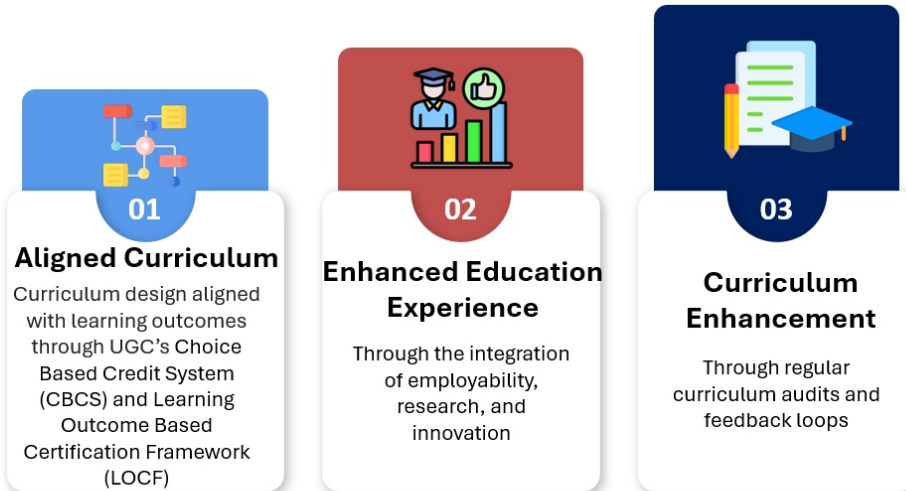 01
Aligned Curriculum
Curriculum design aligned
with learning outcomes
through UGC’s Choice
Based Credit System
(CBCS) and Learning
Outcome Based
Certification Framework
(LOCF)
02
Enhanced Education
Experience
Through the integration
of employability,
research, and
innovation
03
Curriculum
Enhancement
Through regular
curriculum audits and
feedback loops